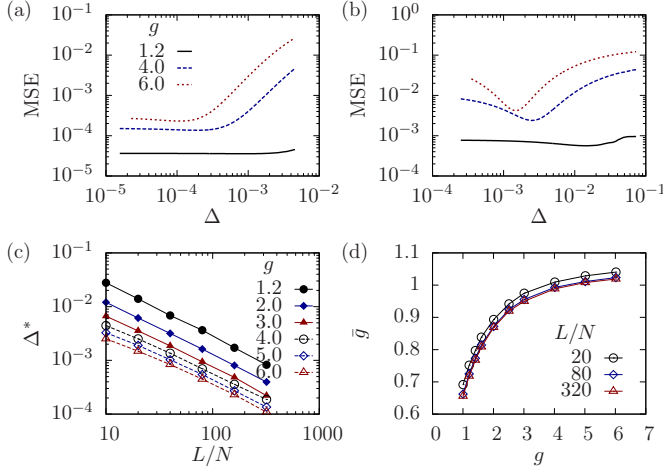 (a)
10^-1
10^-2
10^-3
10^-4
10^-5
MSE
g
1.2
4.0
6.0
10^-5 10^-4 10^-3 10^-2
Δ
(b)
10^0
10^-1
10^-2
10^-3
10^-4
MSE
10^-3 10^-2 10^-1
Δ
(c)
10^-1
10^-2
10^-3
10^-4
Δ*
g
1.2
2.0
3.0
4.0
5.0
6.0
10 100 1000
L/N
(d)
1.1
1
0.9
0.8
0.7
0.6
ḡ
L/N
20
80
320
0 1 2 3 4 5 6 7
g